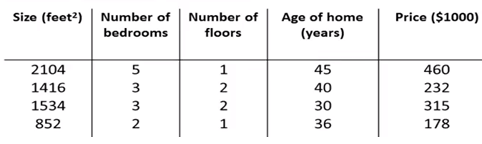 Size (feet²) Number of bedrooms Number of floors Age of home (years) Price ($1000)
2104 5 1 45 460
1416 3 2 40 232
1534 3 2 30 315
852 2 1 36 178